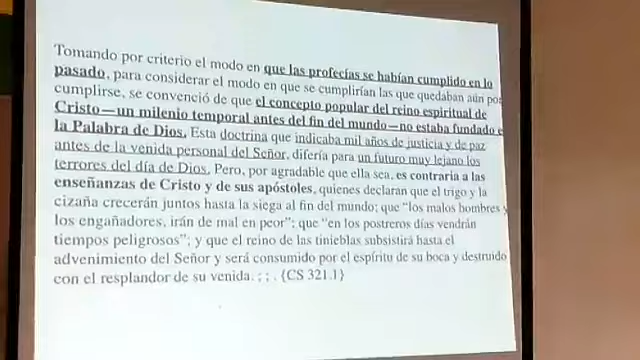 Tomando por criterio el modo en que las profecías se habían cumplido en lo
pasado, para considerar el modo en que se cumplirían las que quedaban aún por
cumplirse, se convenció de que el concepto popular del reino espiritual de
Cristo—un milenio temporal antes del fin del mundo—no estaba fundado e
la Palabra de Dios. Esta doctrina que indicaba mil años de justicia y de paz
antes de la venida personal del Señor, difería para un futuro muy lejano los
terrores del día de Dios. Pero, por agradable que ella sea, es contraria a las
enseñanzas de Cristo y de sus apóstoles, quienes declaran que el trigo y la
cizaña crecerán juntos hasta la siega al fin del mundo; que “los malos hombres y
los engañadores, irán de mal en peor”; que “en los postreros días vendrán
tiempos peligrosos”; y que el reino de las tinieblas subsistirá hasta el
advenimiento del Señor y será consumido por el espíritu de su boca y destruido
con el resplandor de su venida. ; ; . {CS 321.1}